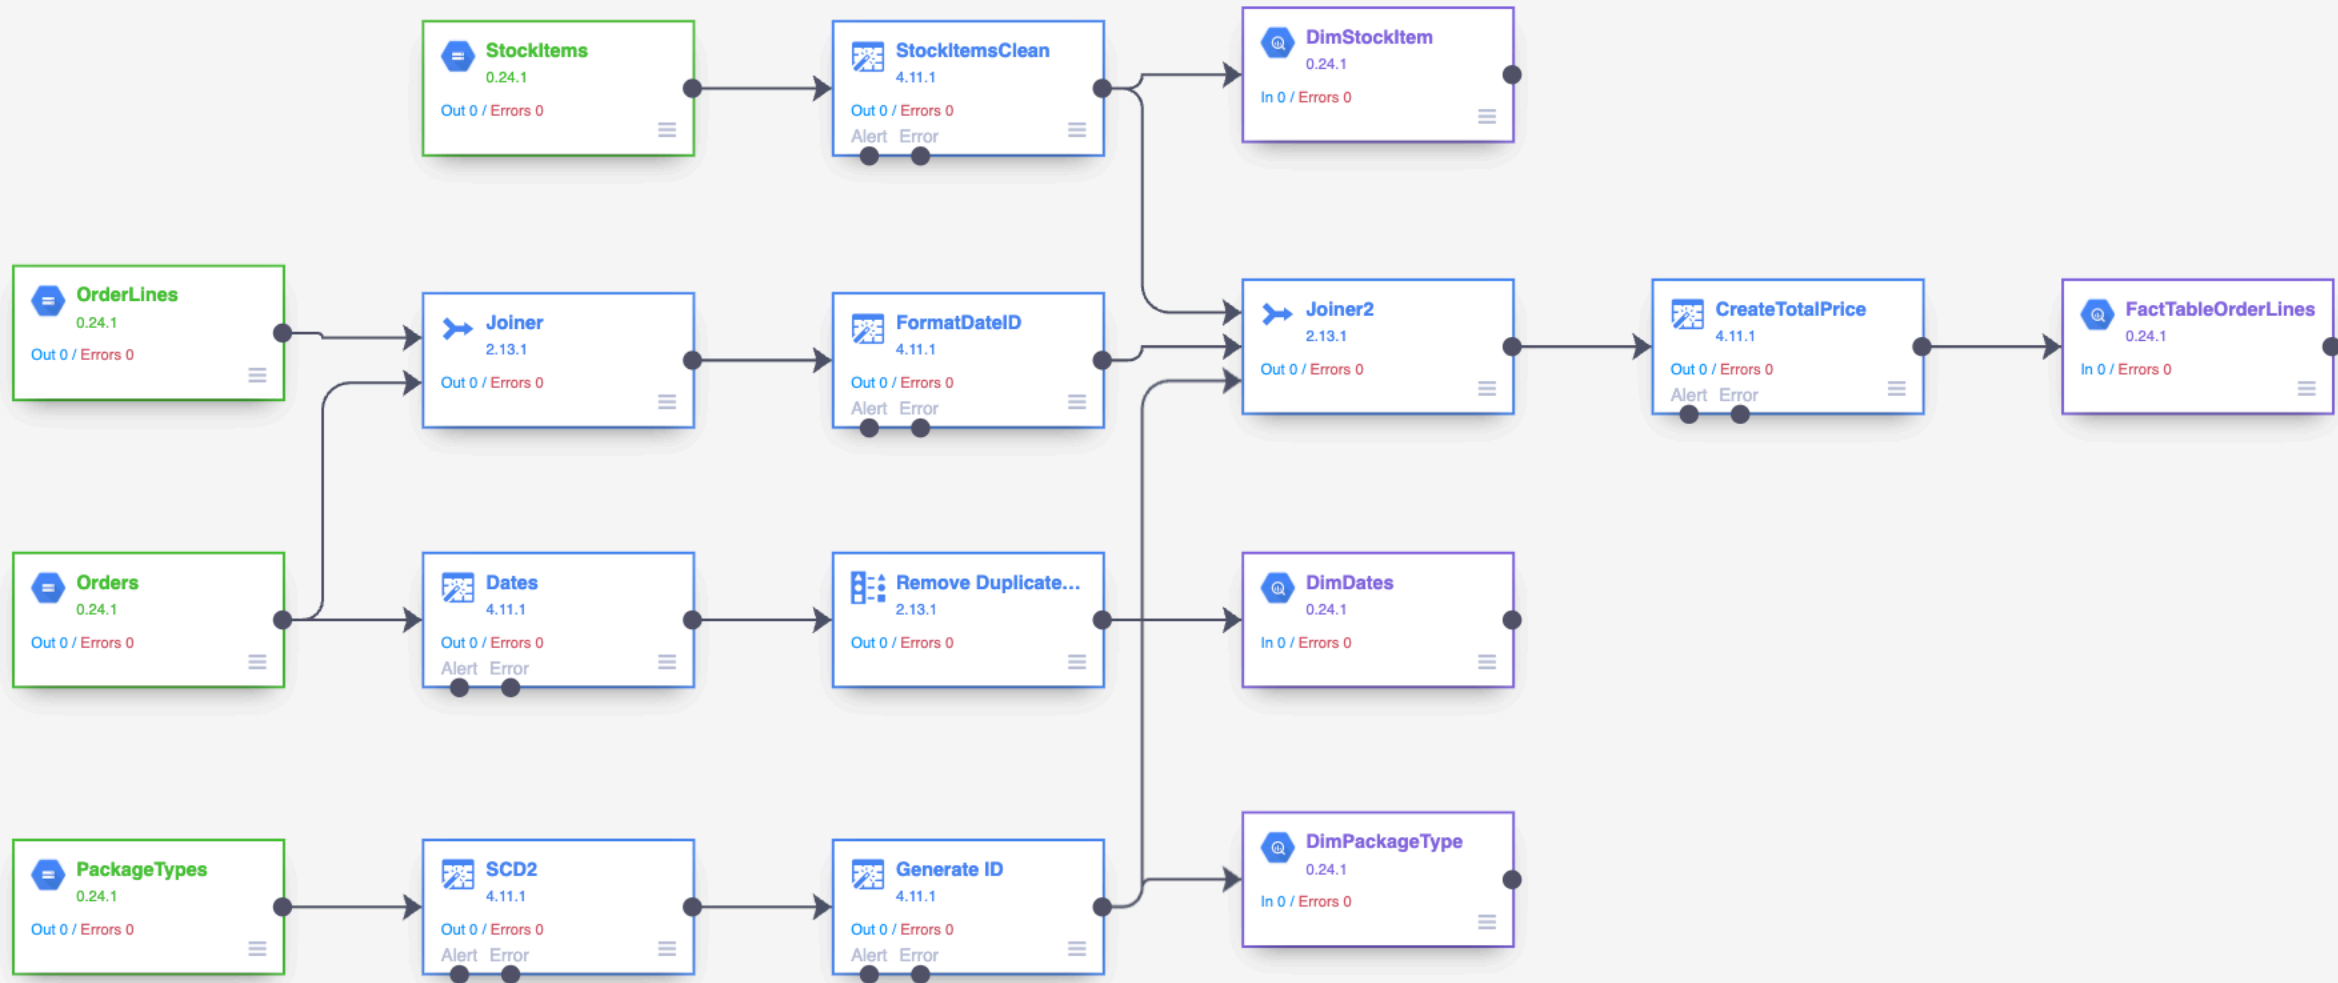 StockItems
0.24.1
Out 0 / Errors 0
StockItemsClean
4.11.1
Out 0 / Errors 0
Alert Error
DimStockItem
0.24.1
In 0 / Errors 0
OrderLines
0.24.1
Out 0 / Errors 0
Joiner
2.13.1
Out 0 / Errors 0
FormatDateID
4.11.1
Out 0 / Errors 0
Alert Error
Joiner2
2.13.1
Out 0 / Errors 0
CreateTotalPrice
4.11.1
Out 0 / Errors 0
Alert Error
FactTableOrderLines
0.24.1
In 0 / Errors 0
Orders
0.24.1
Out 0 / Errors 0
Dates
4.11.1
Out 0 / Errors 0
Alert Error
Remove Duplicate...
2.13.1
Out 0 / Errors 0
DimDates
0.24.1
In 0 / Errors 0
PackageTypes
0.24.1
Out 0 / Errors 0
SCD2
4.11.1
Out 0 / Errors 0
Alert Error
Generate ID
4.11.1
Out 0 / Errors 0
Alert Error
DimPackageType
0.24.1
In 0 / Errors 0